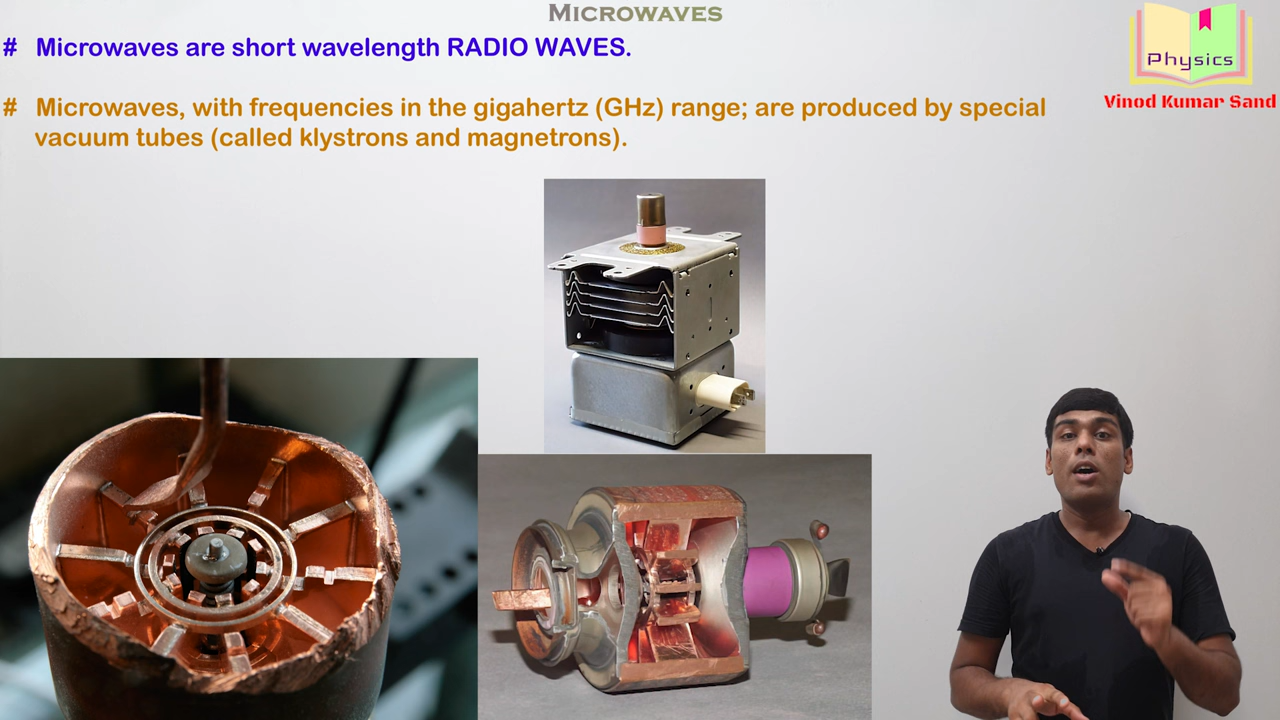 Microwaves
# Microwaves are short wavelength RADIO WAVES.
# Microwaves, with frequencies in the gigahertz (GHz) range; are produced by special
vacuum tubes (called klystrons and magnetrons).
Physics
Vinod Kumar Sand